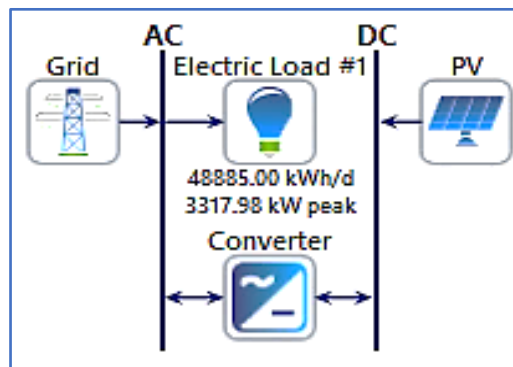 AC DC
Grid Electric Load #1 PV
48885.00 kWh/d
3317.98 kW peak
Converter